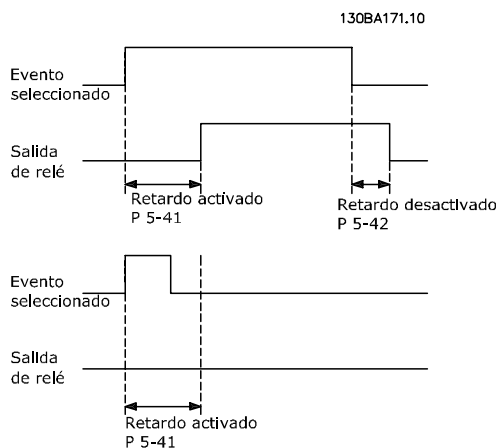 130BA171.10
Evento
seleccionado
Salida
de relé
Retardo activado
P 5-41
Retardo desactivado
P 5-42
Evento
seleccionado
Salida
de relé
Retardo activado
P 5-41